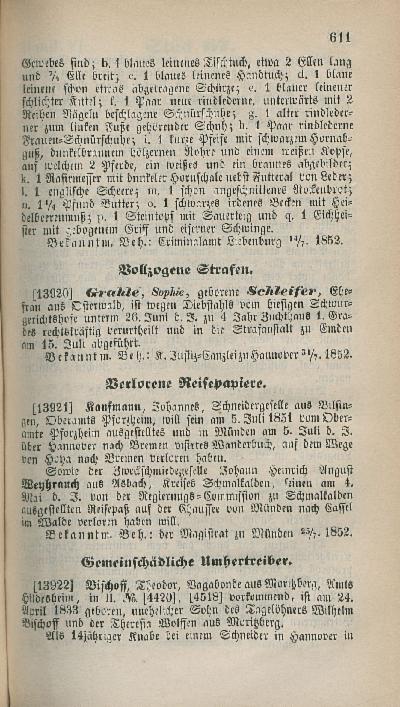 611
Gewebes sind; b. 1 blaues leinenes Tischtuch, etwa 2 Ellen lang
und ⁷/₄ Elle breit; c. 1 blaues leinenes Handtuch; d. 1 blaue
leinene schon etwas abgetragene Schürze; e. 1 blauer leinener
schlichter Kittel; f. 1 Paar neue rindlederne, unterwärts mit 2
Reihen Nägeln beschlagene Schnürschuhe; g. 1 alter rindleder-
ner zum linken Fuße gehörender Schuh; h. 1 Paar rindlederne
Frauen-Schnürschuhe; i. 1 kurze Pfeife mit schwarzem Hornab-
guß, dunkelbraunem hölzernen Rohre und einem weißen Kopfe,
auf welchem 2 Pferde, ein weißes und ein braunes abgebildet;
k. 1 Rasirmesser mit dunkeler Hornschale nebst Futteral von Leder;
l. 1 englische Scheere; m. 1 schon angeschnittenes Rockenbrot;
n. 1¼ Pfund Butter; o. 1 schwarzes irdenes Becken mit Hei-
delbeerenmuß; p. 1 Steintopf mit Sauerteig und q. 1 Eichhei-
ster mit gebogenem Griff und eiserner Schwinge.
Bekanntm. Beh.: Criminalamt Liebenburg ¹⁴/₇. 1852.
Vollzogene Strafen.
[13920] Grahle, Sophie, geborene Schleifer, Ehe-
frau aus Osterwald, ist wegen Diebstahls vom hiesigen Schwur-
gerichtshofe unterm 26. Juni d. J. zu 4 Jahr Zuchthaus 1. Gra-
des rechtskräftig verurtheilt und in die Strafanstalt zu Emden
am 15. Juli abgeführt.
Bekanntm. Beh.: K. Justiz-Canzlei zu Hannover ³¹/₇. 1852.
Verlorene Reisepapiere.
[13921] Kaufmann, Johannes, Schneidergeselle aus Bilfin-
gen, Oberamts Pforzheim, will sein am 5. Juli 1851 vom Ober-
amte Pforzheim ausgestelltes und in Münden am 5. Juli d. J.
über Hannover nach Bremen visirtes Wanderbuch, auf dem Wege
von Hoya nach Bremen verloren haben.
Sowie der Zweckschmiedegeselle Johann Heinrich August
Weyhrauch aus Asbach, Kreises Schmalkalden, seinen am 4.
Mai d. J. von der Regierungs-Commission zu Schmalkalden
ausgestellten Reisepaß auf der Chaussee von Münden nach Cassel
im Walde verloren haben will.
Bekanntm. Beh.: der Magistrat zu Münden ²⁵/₇. 1852.
Gemeinschädliche Umhertreiber.
[13922] Bischoff, Theodor, Vagabonde aus Moritzberg, Amts
Hildesheim, in II. №. [4420], [4518] vorkommend, ist am 24.
April 1833 geboren, unehelicher Sohn des Tagelöhners Wilhelm
Bischoff und der Theresia Wolffen aus Moritzberg.
Als 14jähriger Knabe bei einem Schneider in Hannover in